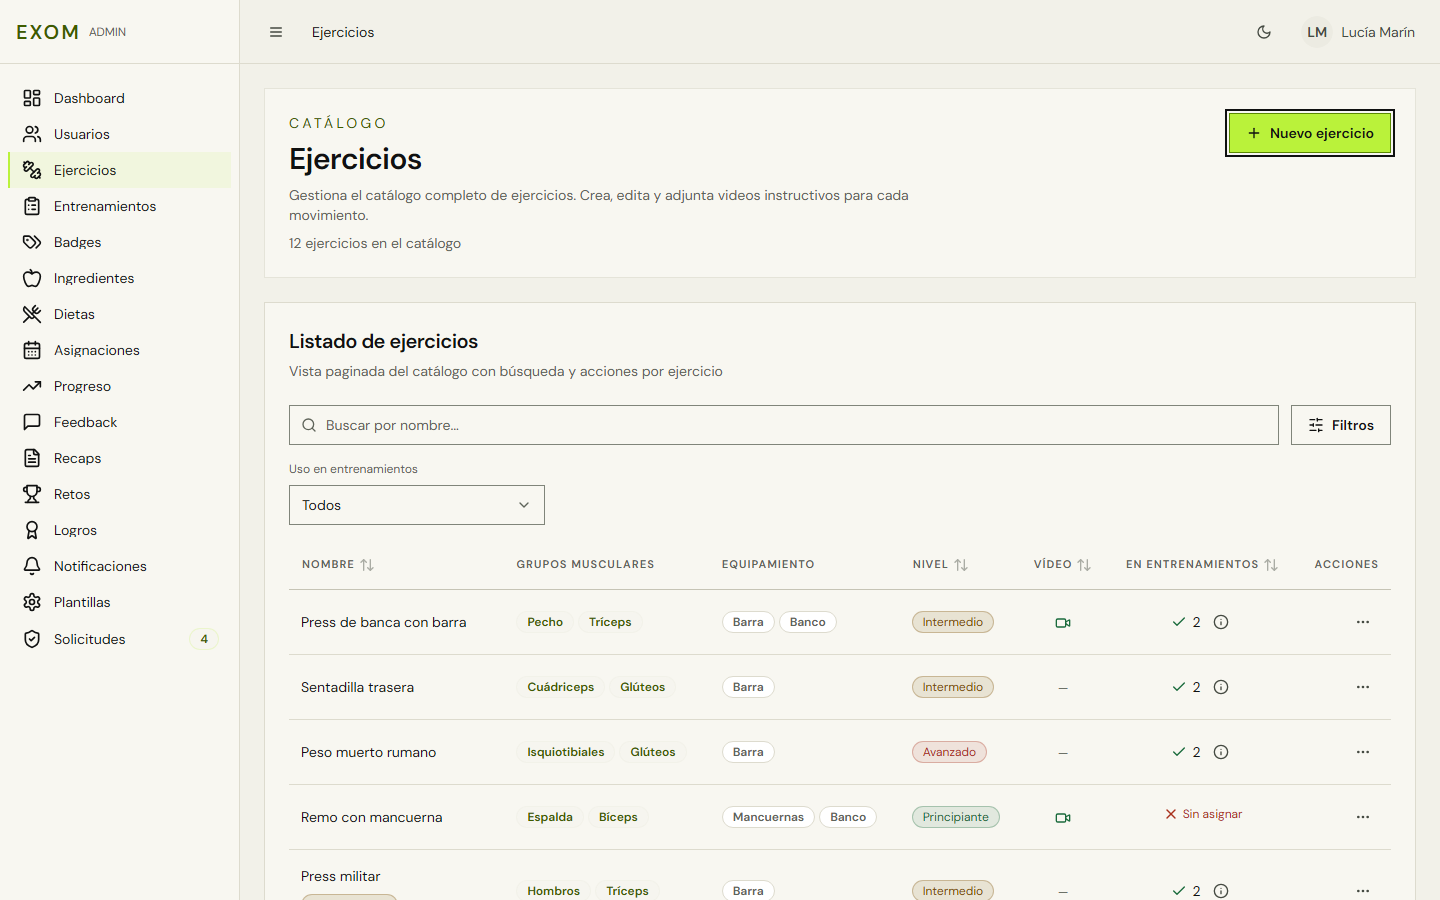 EXOM ADMIN
Ejercicios
LM Lucía Marín
Dashboard
Usuarios
Ejercicios
Entrenamientos
Badges
Ingredientes
Dietas
Asignaciones
Progreso
Feedback
Recaps
Retos
Logros
Notificaciones
Plantillas
Solicitudes 4
CATÁLOGO
Ejercicios
Gestiona el catálogo completo de ejercicios. Crea, edita y adjunta videos instructivos para cada
movimiento.
12 ejercicios en el catálogo
Nuevo ejercicio
Listado de ejercicios
Vista paginada del catálogo con búsqueda y acciones por ejercicio
Buscar por nombre...
Filtros
Uso en entrenamientos
Todos
NOMBRE GRUPOS MUSCULARES EQUIPAMIENTO NIVEL VÍDEO EN ENTRENAMIENTOS ACCIONES
Press de banca con barra Pecho Tríceps Barra Banco Intermedio 2
Sentadilla trasera Cuádriceps Glúteos Barra Intermedio – 2
Peso muerto rumano Isquiotibiales Glúteos Barra Avanzado – 2
Remo con mancuerna Espalda Bíceps Mancuernas Banco Principiante Sin asignar
Press militar Hombros Tríceps Barra Intermedio – 2